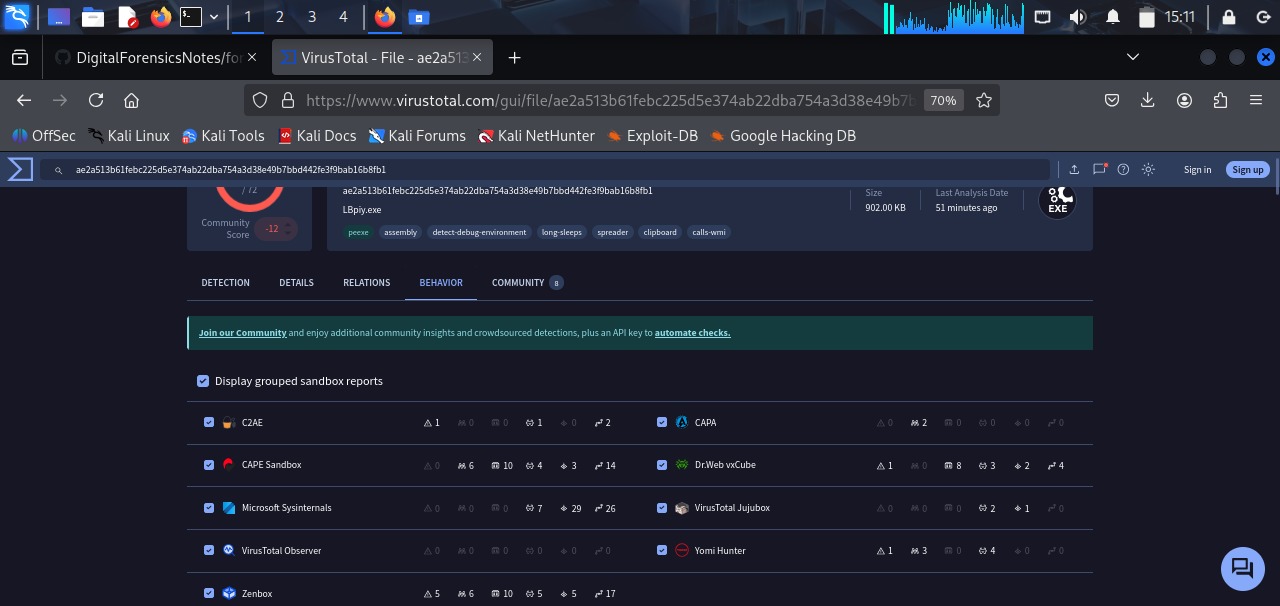 1 2 3 4 15:11
DigitalForensicsNotes/for
VirusTotal - File - ae2a513
https://www.virustotal.com/gui/file/ae2a513b61febc225d5e374ab22dba754a3d38e49b7b 70%
OffSec Kali Linux Kali Tools Kali Docs Kali Forums Kali NetHunter Exploit-DB Google Hacking DB
ae2a513b61febc225d5e374ab22dba754a3d38e49b7bbd442fe3f9bab16b8fb1 Sign in Sign up
/ 72
Community Score -12
ae2a513b61febc225d5e374ab22dba754a3d38e49b7bbd442fe3f9bab16b8fb1
LBpiy.exe
peexe assembly detect-debug-environment long-sleeps spreader clipboard calls-wmi
Size
902.00 KB
Last Analysis Date
51 minutes ago
EXE
DETECTION DETAILS RELATIONS BEHAVIOR COMMUNITY 8
Join our Community and enjoy additional community insights and crowdsourced detections, plus an API key to automate checks.
Display grouped sandbox reports
C2AE 1 0 0 1 0 2
CAPA 0 2 0 0 0 0
CAPE Sandbox 0 6 10 4 3 14
Dr.Web vxCube 1 0 8 3 2 4
Microsoft Sysinternals 0 0 0 7 29 26
VirusTotal Jujubox 0 0 0 2 1 0
VirusTotal Observer 0 0 0 0 0 0
Yomi Hunter 1 3 0 4 0 0
Zenbox 5 6 10 5 5 17